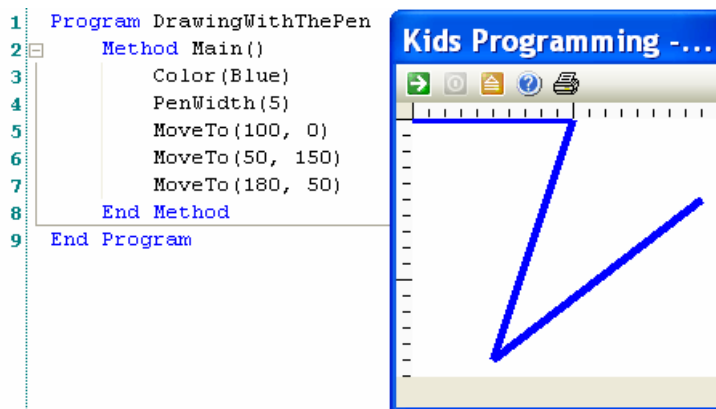 1 Program DrawingWithThePen
2 Method Main()
3 Color(Blue)
4 PenWidth(5)
5 MoveTo(100, 0)
6 MoveTo(50, 150)
7 MoveTo(180, 50)
8 End Method
9 End Program
Kids Programming -...